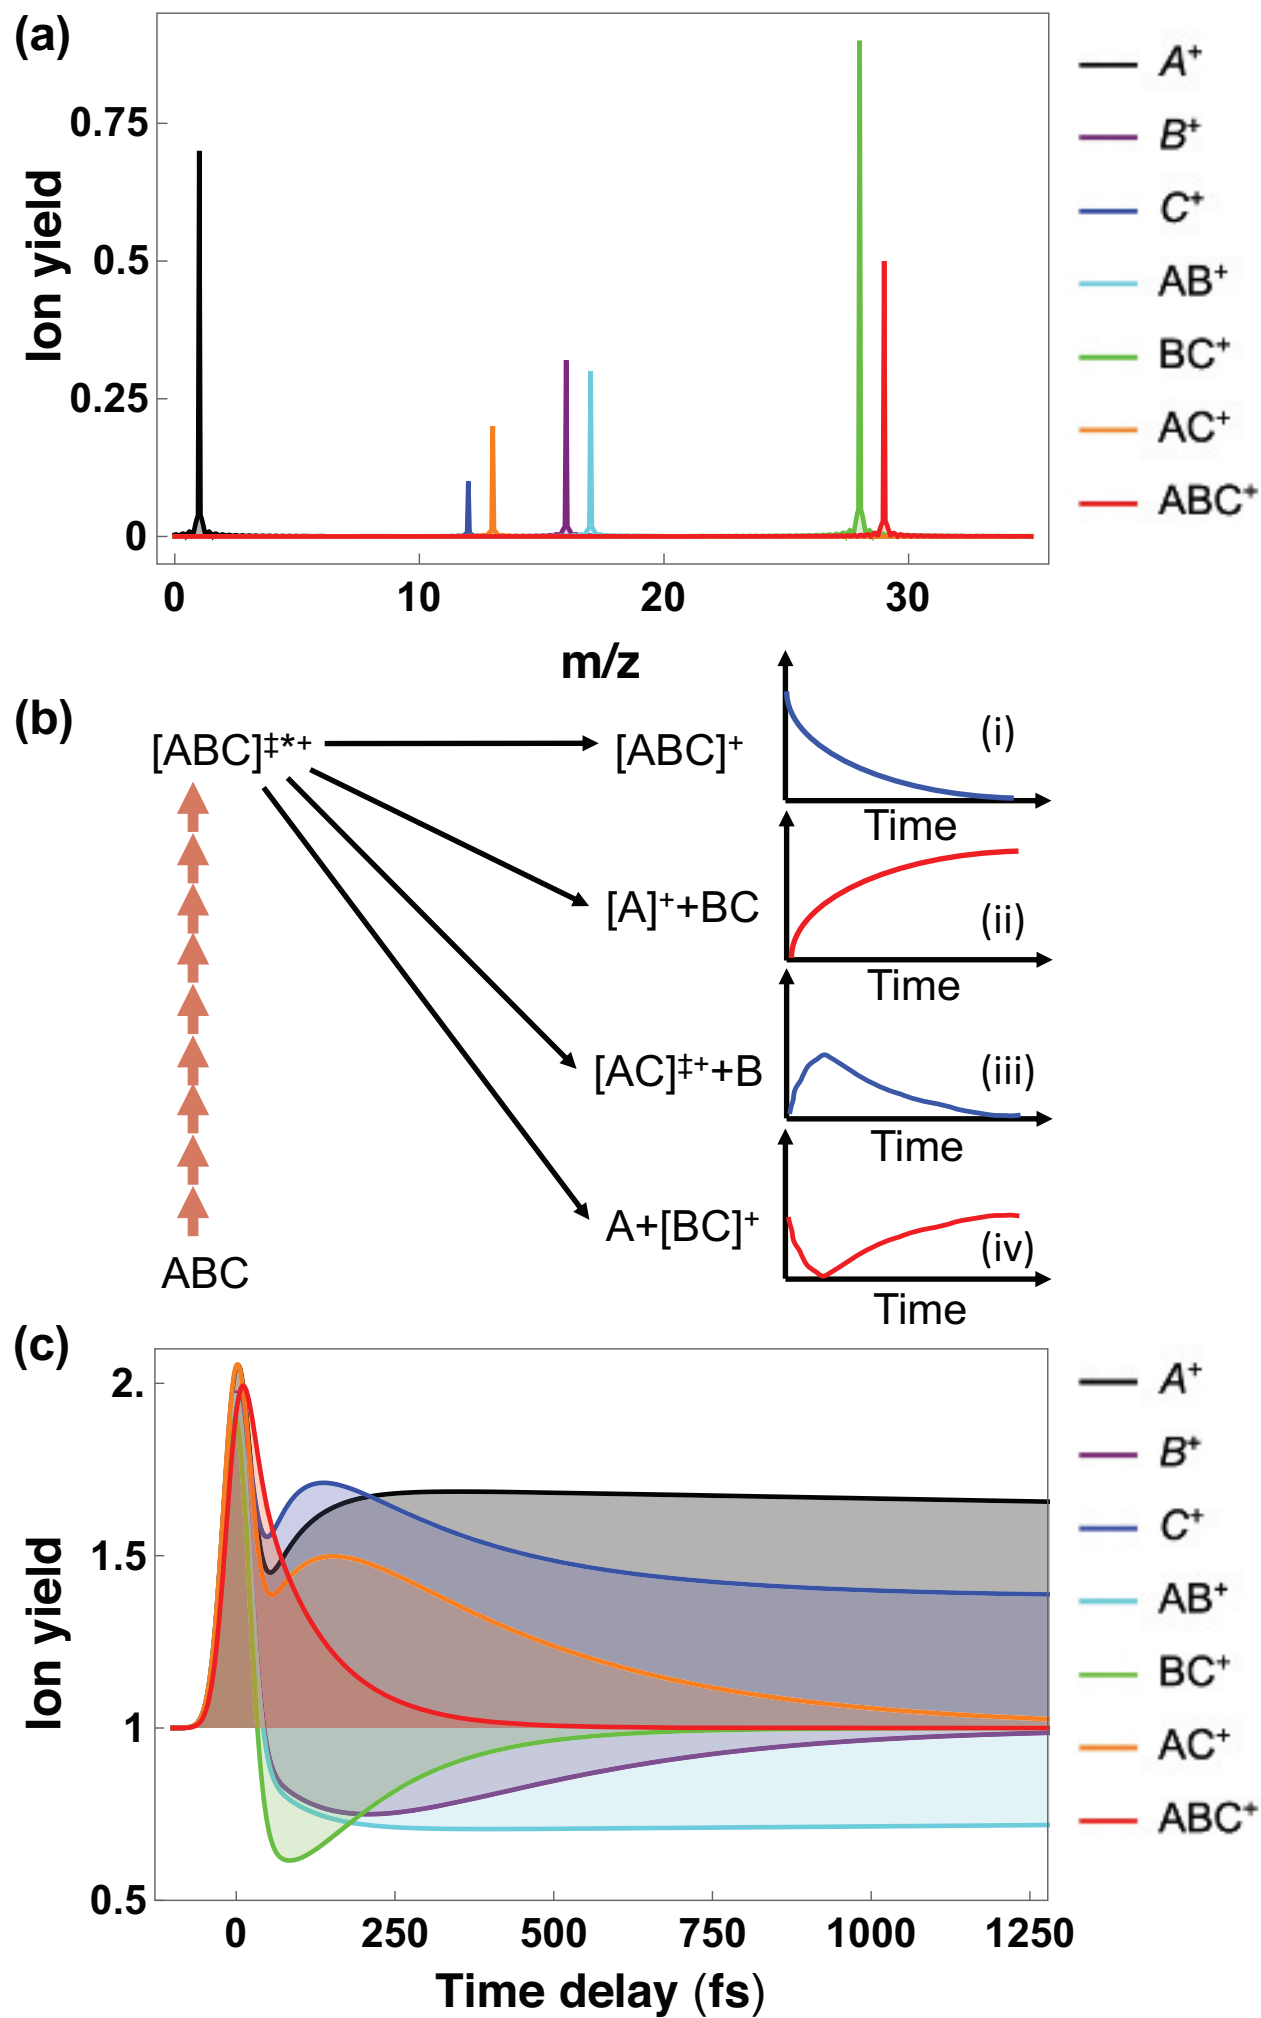 (a)
Ion yield
0.75
0.5
0.25
0
0 10 20 30
m/z
A⁺
B⁺
C⁺
AB⁺
BC⁺
AC⁺
ABC⁺
(b)
[ABC]‡*⁺
ABC
[ABC]⁺
(i)
Time
[A]⁺+BC
(ii)
Time
[AC]‡⁺+B
(iii)
Time
A+[BC]⁺
(iv)
Time
(c)
Ion yield
2.
1.5
1
0.5
0 250 500 750 1000 1250
Time delay (fs)
A⁺
B⁺
C⁺
AB⁺
BC⁺
AC⁺
ABC⁺